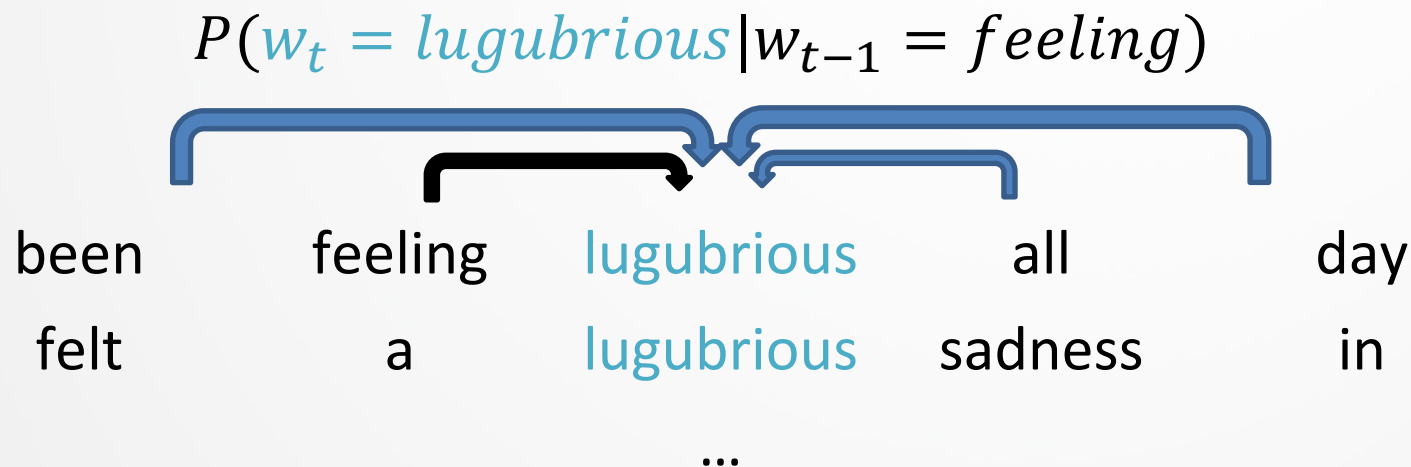 P(w_t = lugubrious|w_{t−1} = feeling)
been feeling lugubrious all day
felt a lugubrious sadness in
...